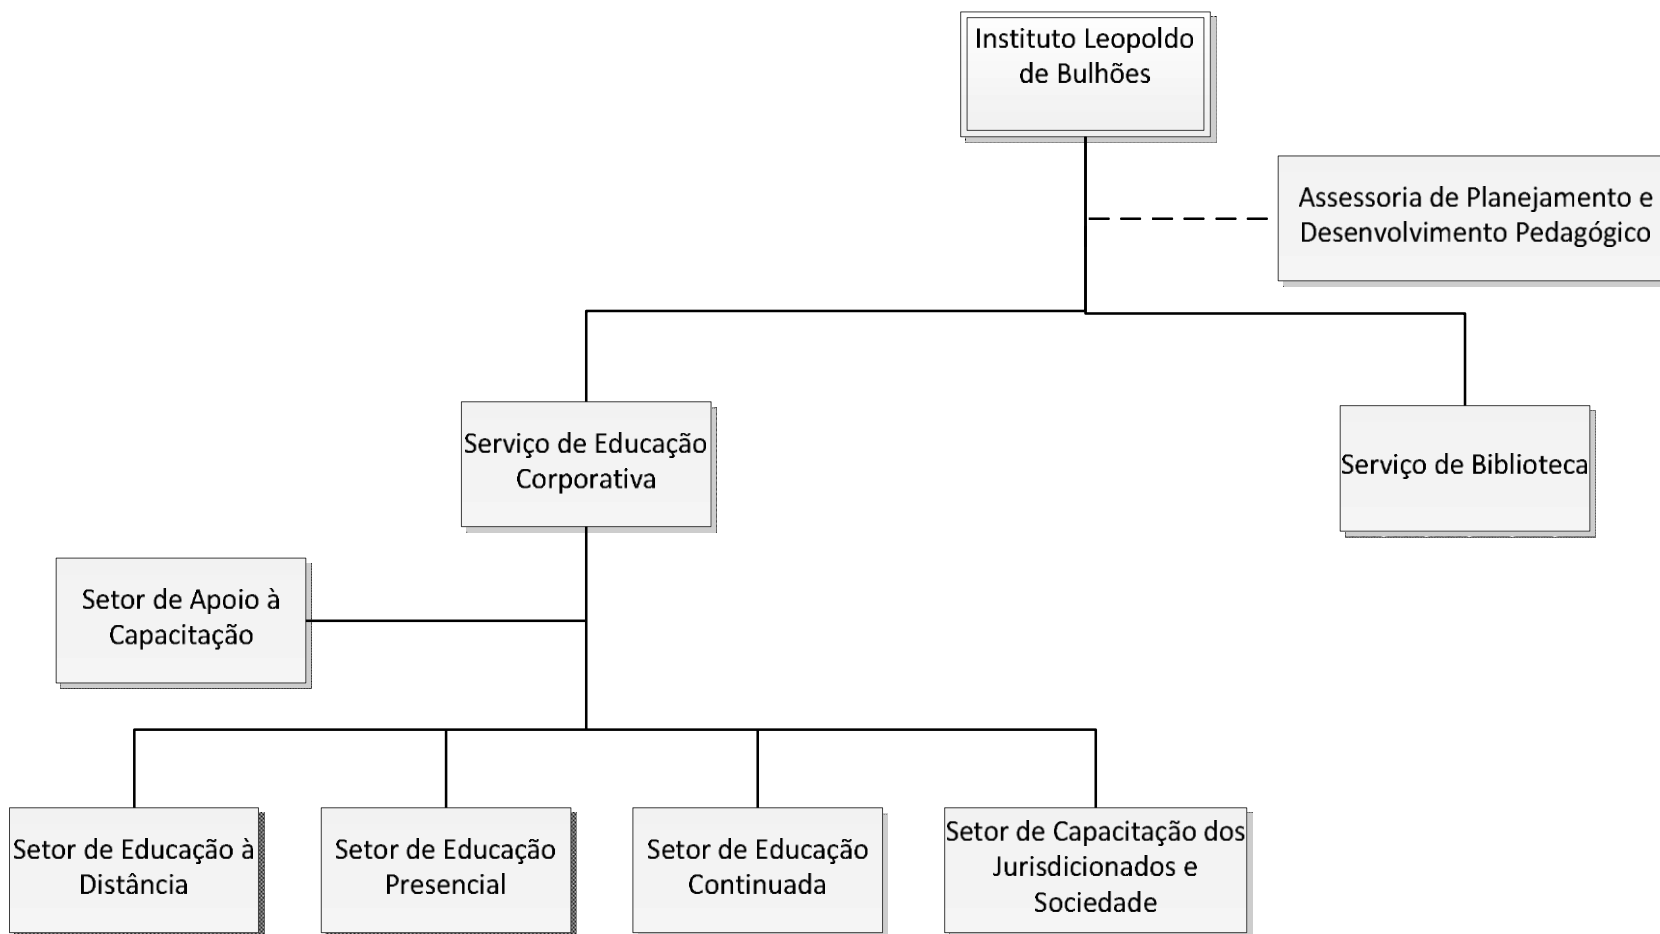 Instituto Leopoldo
de Bulhões
Assessoria de Planejamento e
Desenvolvimento Pedagógico
Serviço de Educação
Corporativa
Serviço de Biblioteca
Setor de Apoio à
Capacitação
Setor de Educação à
Distância
Setor de Educação
Presencial
Setor de Educação
Continuada
Setor de Capacitação dos
Jurisdicionados e
Sociedade